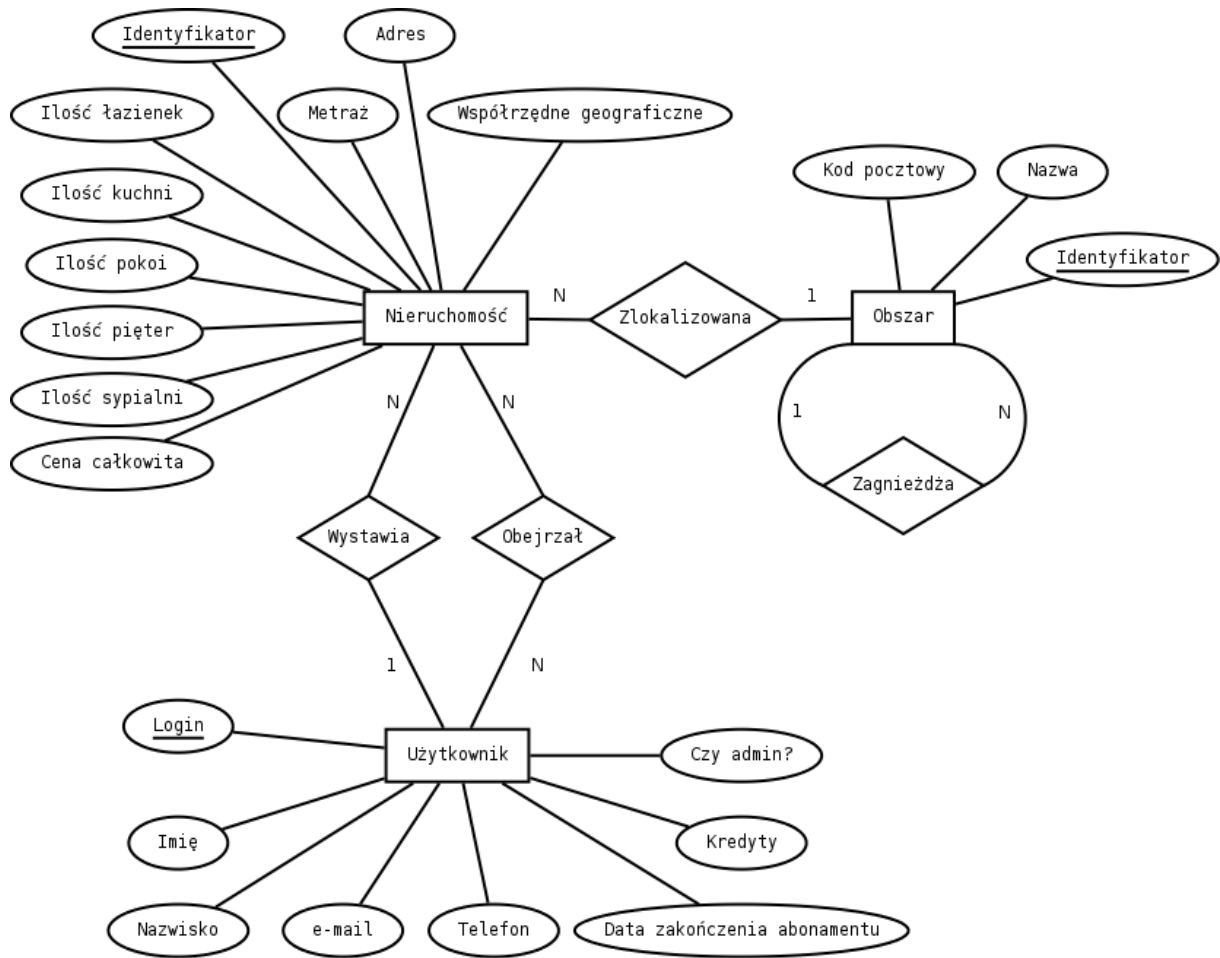 Identyfikator
Adres
Ilość łazienek
Metraż
Współrzędne geograficzne
Kod pocztowy
Nazwa
Ilość kuchni
Identyfikator
Ilość pokoi
N
1
Nieruchomość
Zlokalizowana
Obszar
Ilość pięter
Ilość sypialni
N
N
1
N
Cena całkowita
Zagnieżdża
Wystawia
Obejrzał
1
N
Login
Użytkownik
Czy admin?
Imię
Kredyty
Nazwisko
e-mail
Telefon
Data zakończenia abonamentu